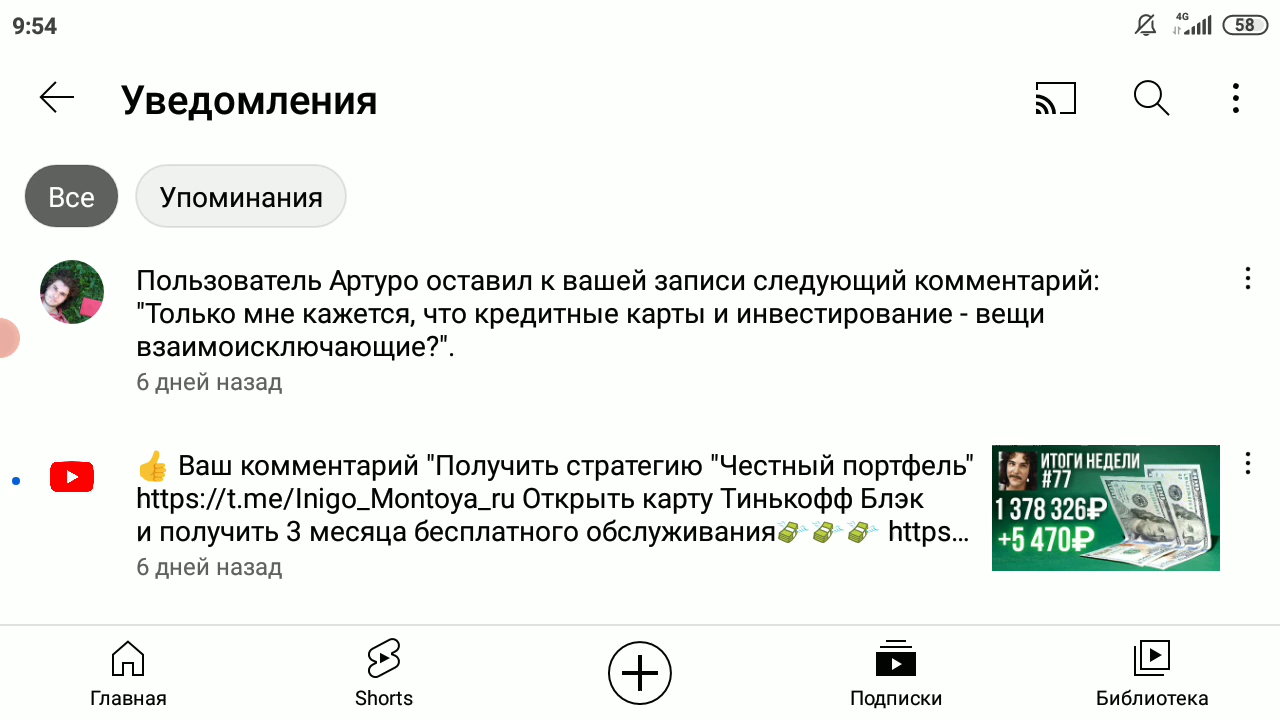 9:54
4G
58
Уведомления
Все
Упоминания
Пользователь Артуро оставил к вашей записи следующий комментарий:
"Только мне кажется, что кредитные карты и инвестирование - вещи
взаимоисключающие?".
6 дней назад
👍 Ваш комментарий "Получить стратегию "Честный портфель"
https://t.me/Inigo_Montoya_ru Открыть карту Тинькофф Блэк
и получить 3 месяца бесплатного обслуживания💸💸💸 https…
6 дней назад
ИТОГИ НЕДЕЛИ
#77
1 378 326₽
+5 470₽
Главная
Shorts
Подписки
Библиотека